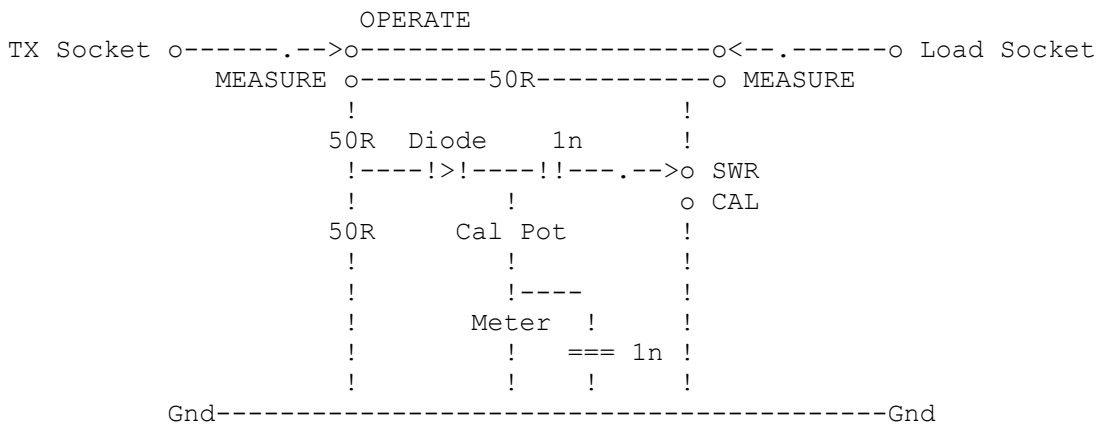 OPERATE
TX Socket o------.-->o----------------------o<--.------o Load Socket
             MEASURE o--------50R-----------o MEASURE
                     !                    !
                    50R  Diode    1n      !
                     !----!>!----!!---.-->o SWR
                     !         !          o CAL
                    50R     Cal Pot       !
                     !         !          !
                     !         !----      !
                     !       Meter  !     !
                     !         !   === 1n !
                     !         !    !     !
          Gnd------------------------------------------Gnd